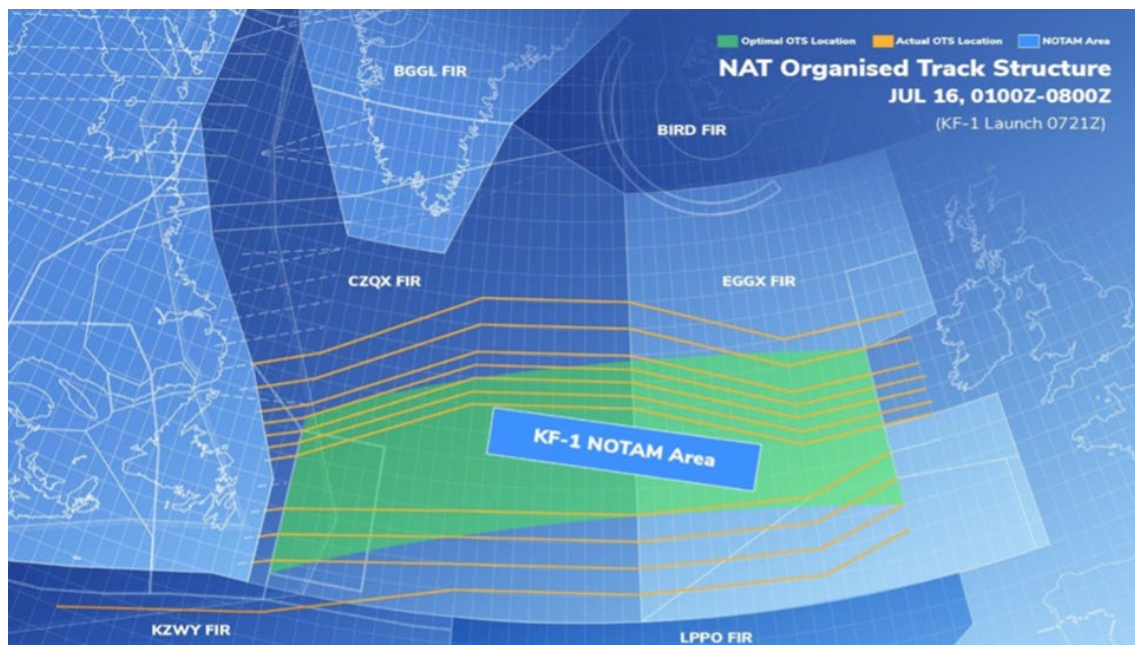 Optimal OTS Location Actual OTS Location NOTAM Area
NAT Organised Track Structure
JUL 16, 0100Z-0800Z
(KF-1 Launch 0721Z)
BGGL FIR
BIRD FIR
CZQX FIR
EGGX FIR
KF-1 NOTAM Area
KZWY FIR
LPPO FIR